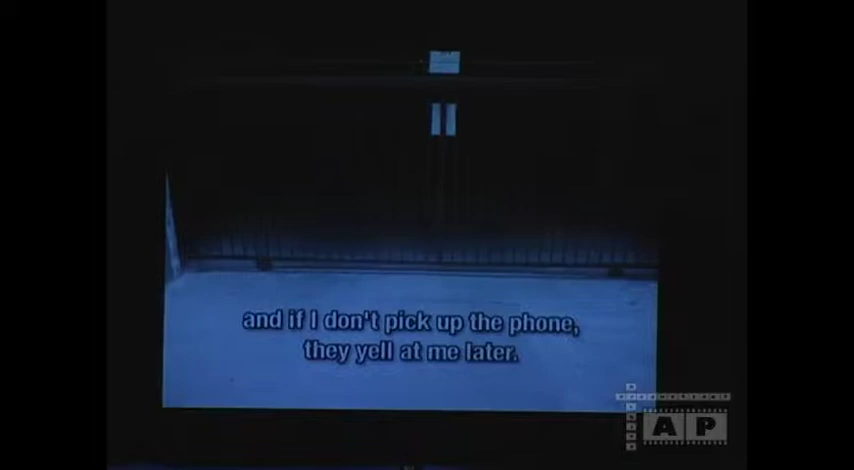 and if I don't pick up the phone,
they yell at me later.
AP